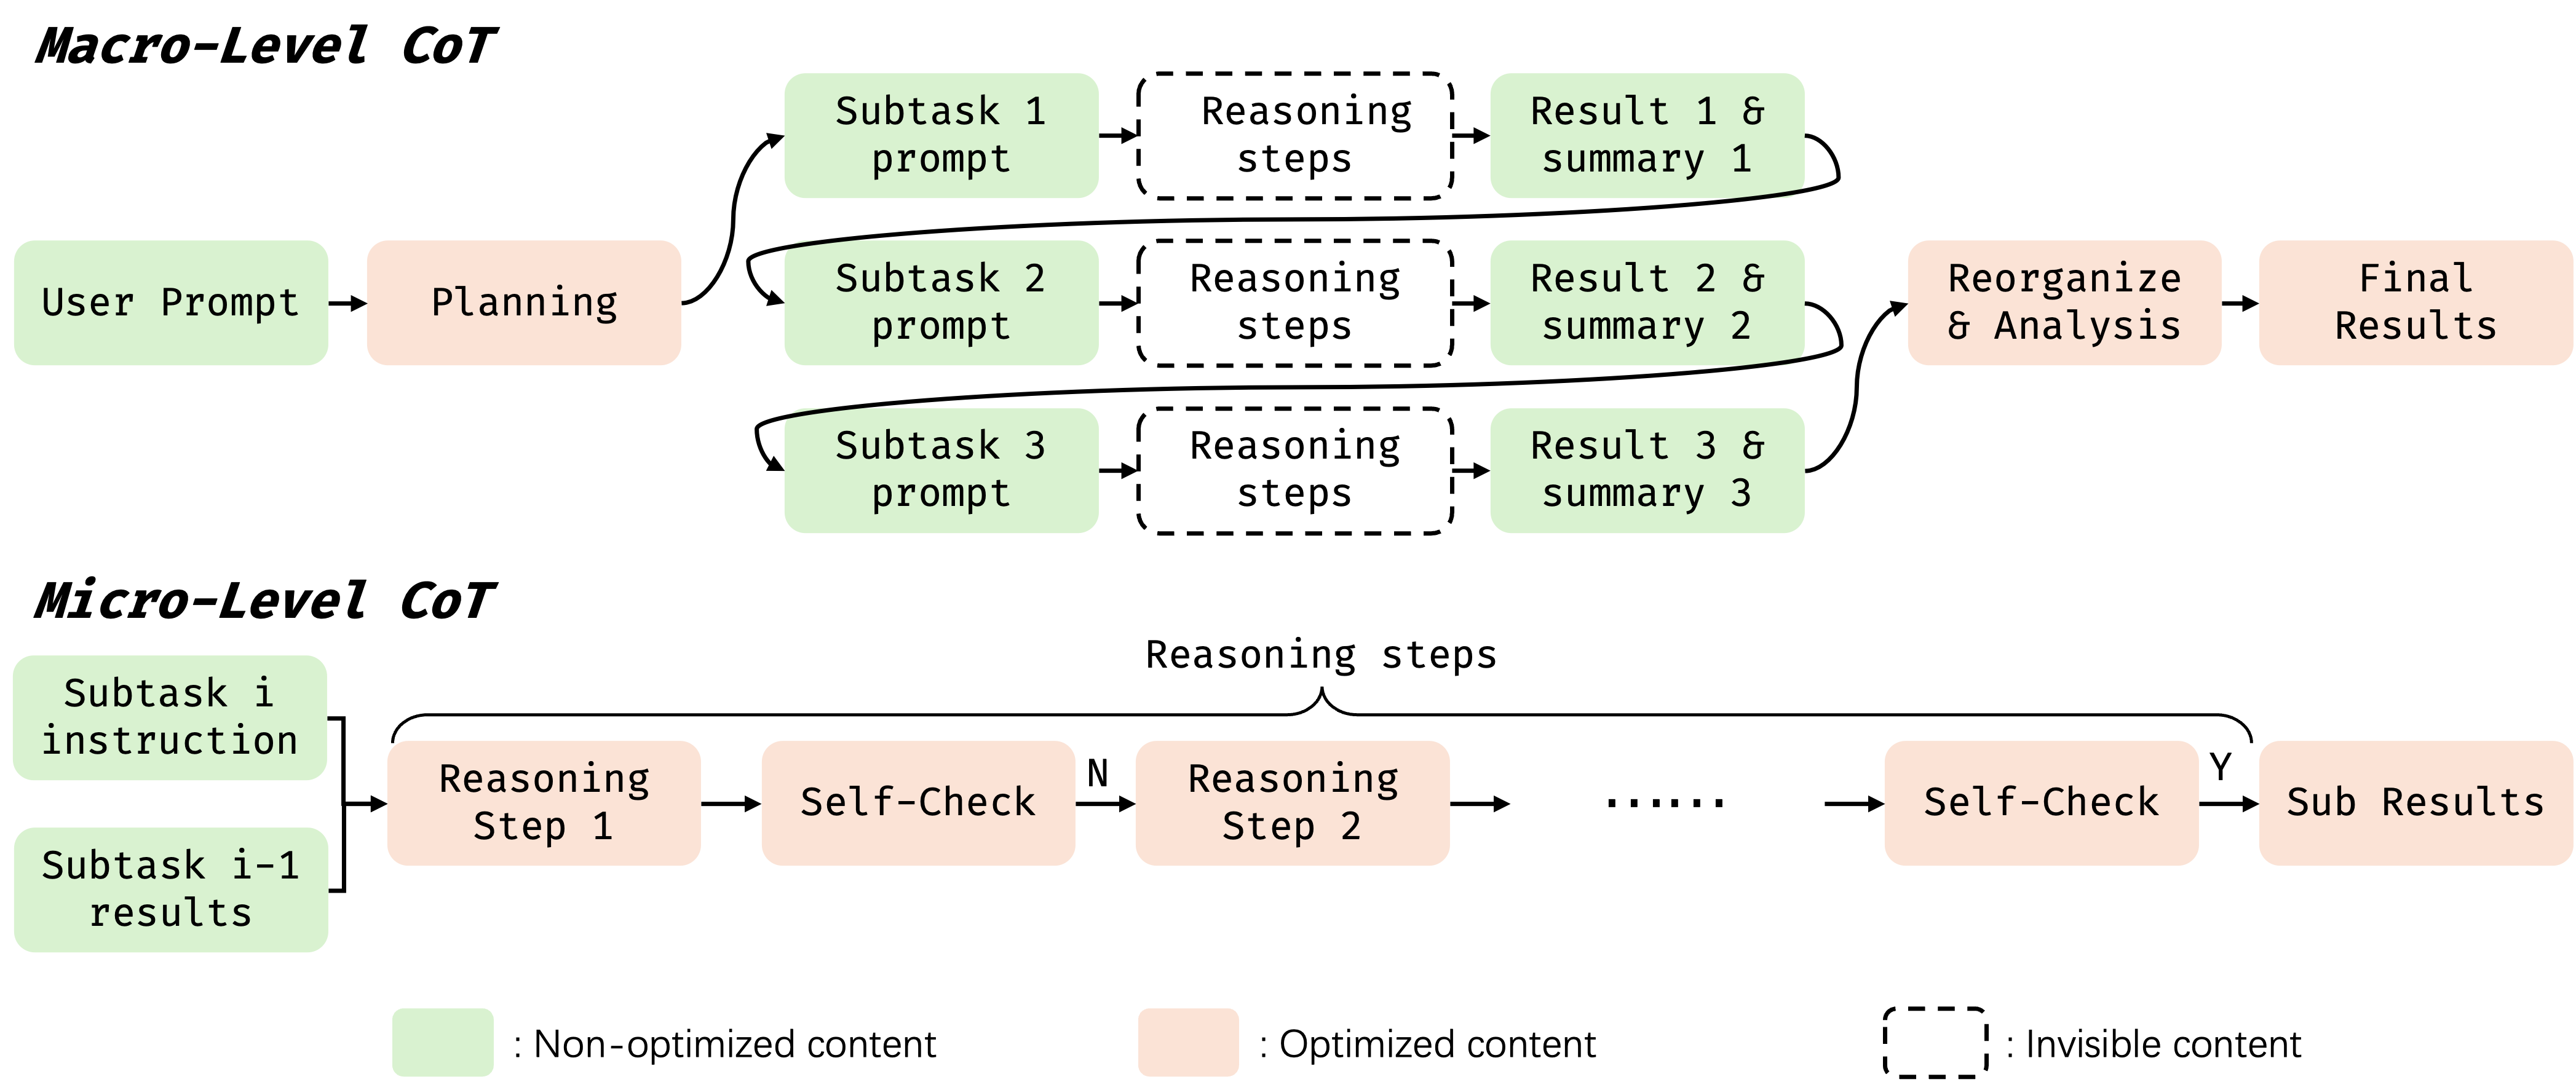 Macro-Level CoT
Subtask 1
prompt
Reasoning
steps
Result 1 &
summary 1
User Prompt
Planning
Subtask 2
prompt
Reasoning
steps
Result 2 &
summary 2
Reorganize
& Analysis
Final
Results
Subtask 3
prompt
Reasoning
steps
Result 3 &
summary 3
Micro-Level CoT
Reasoning steps
Subtask i
instruction
Subtask i-1
results
Reasoning
Step 1
Self-Check
N
Reasoning
Step 2
......
Self-Check
Y
Sub Results
: Non-optimized content
: Optimized content
: Invisible content